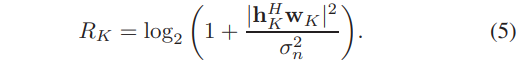 $R_K = \log_2 \left( 1 + \frac{|\mathbf{h}_K^H \mathbf{w}_K|^2}{\sigma_n^2} \right).$ (5)